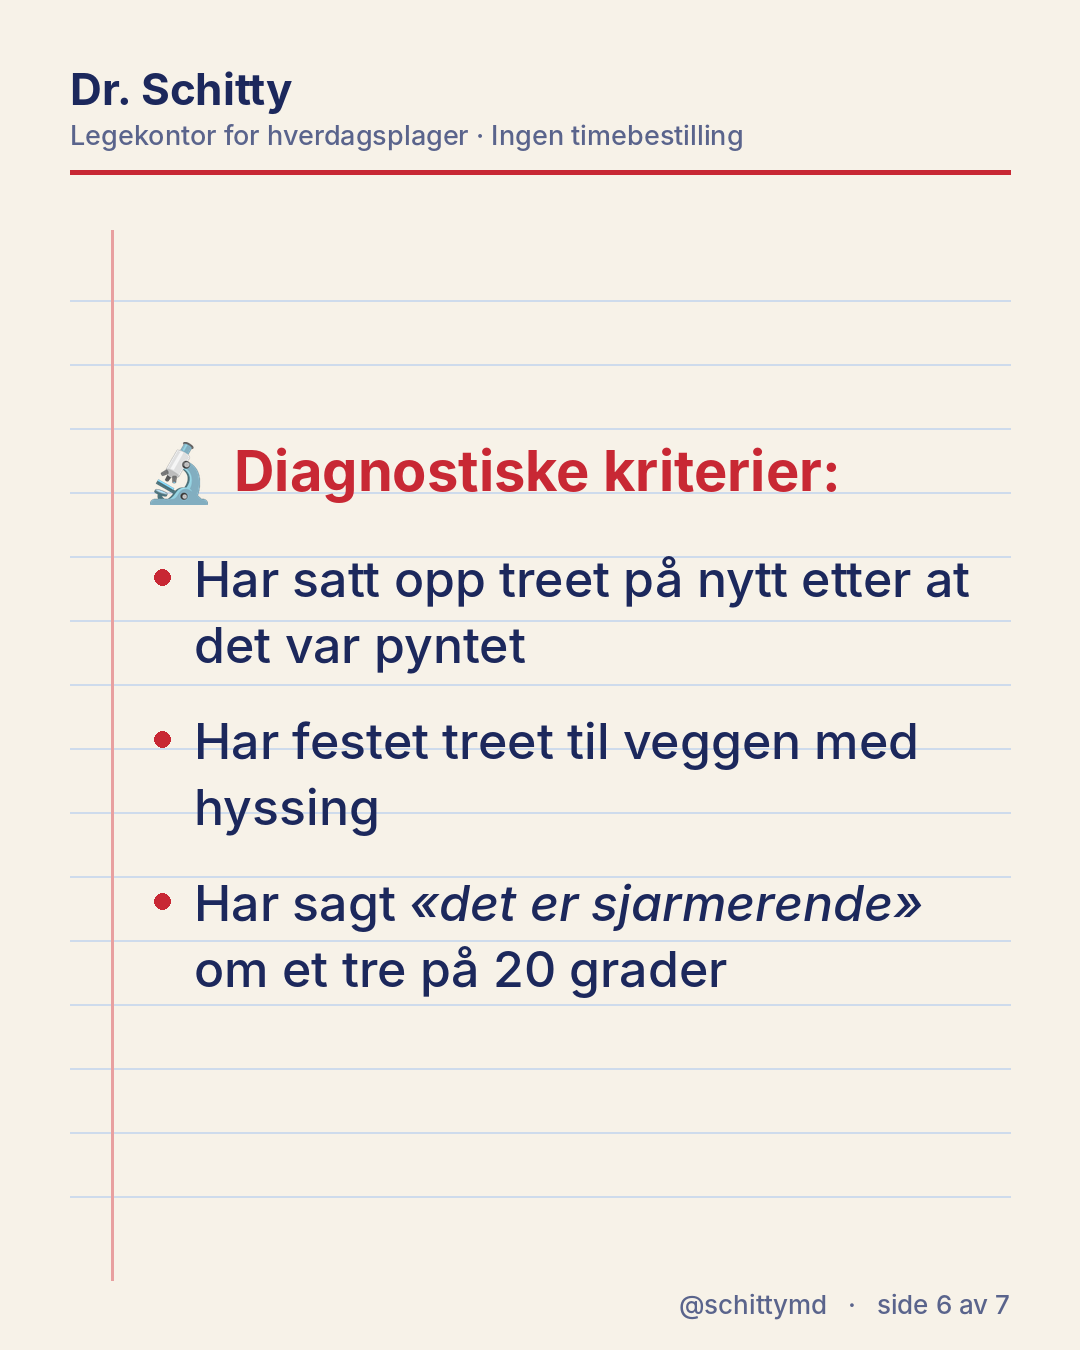 Dr. Schitty
Legekontor for hverdagsplager · Ingen timebestilling
🔬 Diagnostiske kriterier:
• Har satt opp treet på nytt etter at
det var pyntet
• Har festet treet til veggen med
hyssing
• Har sagt «det er sjarmerende»
om et tre på 20 grader
@schittymd · side 6 av 7